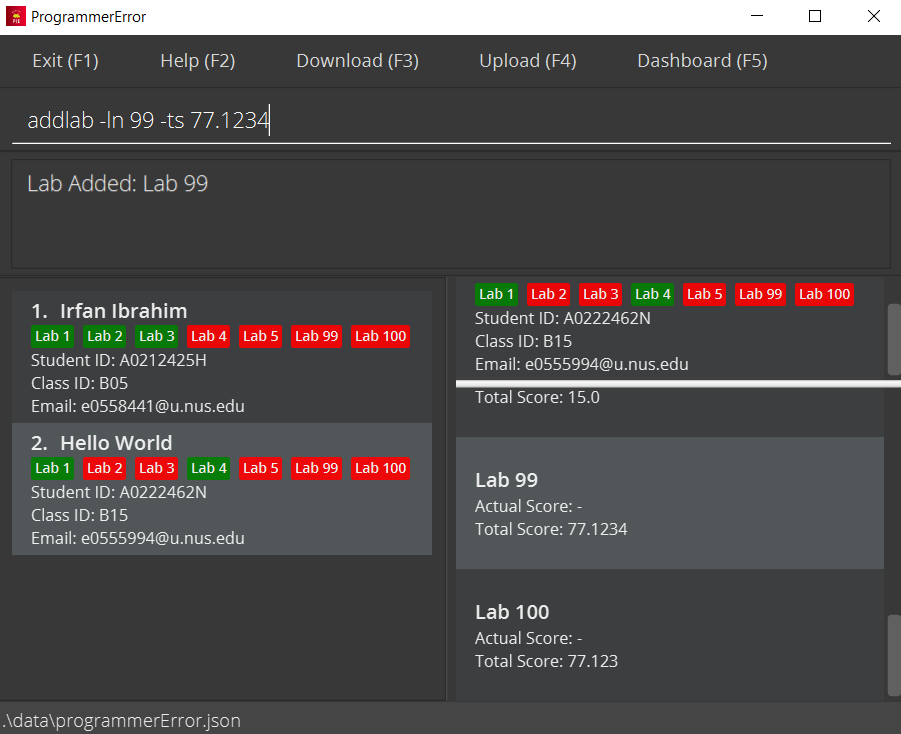 ProgrammerError
Exit (F1) Help (F2) Download (F3) Upload (F4) Dashboard (F5)
addlab -ln 99 -ts 77.1234
Lab Added: Lab 99
1. Irfan Ibrahim
Lab 1 Lab 2 Lab 3 Lab 4 Lab 5 Lab 99 Lab 100
Student ID: A0212425H
Class ID: B05
Email: e0558441@u.nus.edu
2. Hello World
Lab 1 Lab 2 Lab 3 Lab 4 Lab 5 Lab 99 Lab 100
Student ID: A0222462N
Class ID: B15
Email: e0555994@u.nus.edu
Lab 1 Lab 2 Lab 3 Lab 4 Lab 5 Lab 99 Lab 100
Student ID: A0222462N
Class ID: B15
Email: e0555994@u.nus.edu
Total Score: 15.0
Lab 99
Actual Score: -
Total Score: 77.1234
Lab 100
Actual Score: -
Total Score: 77.123
.\data\programmerError.json